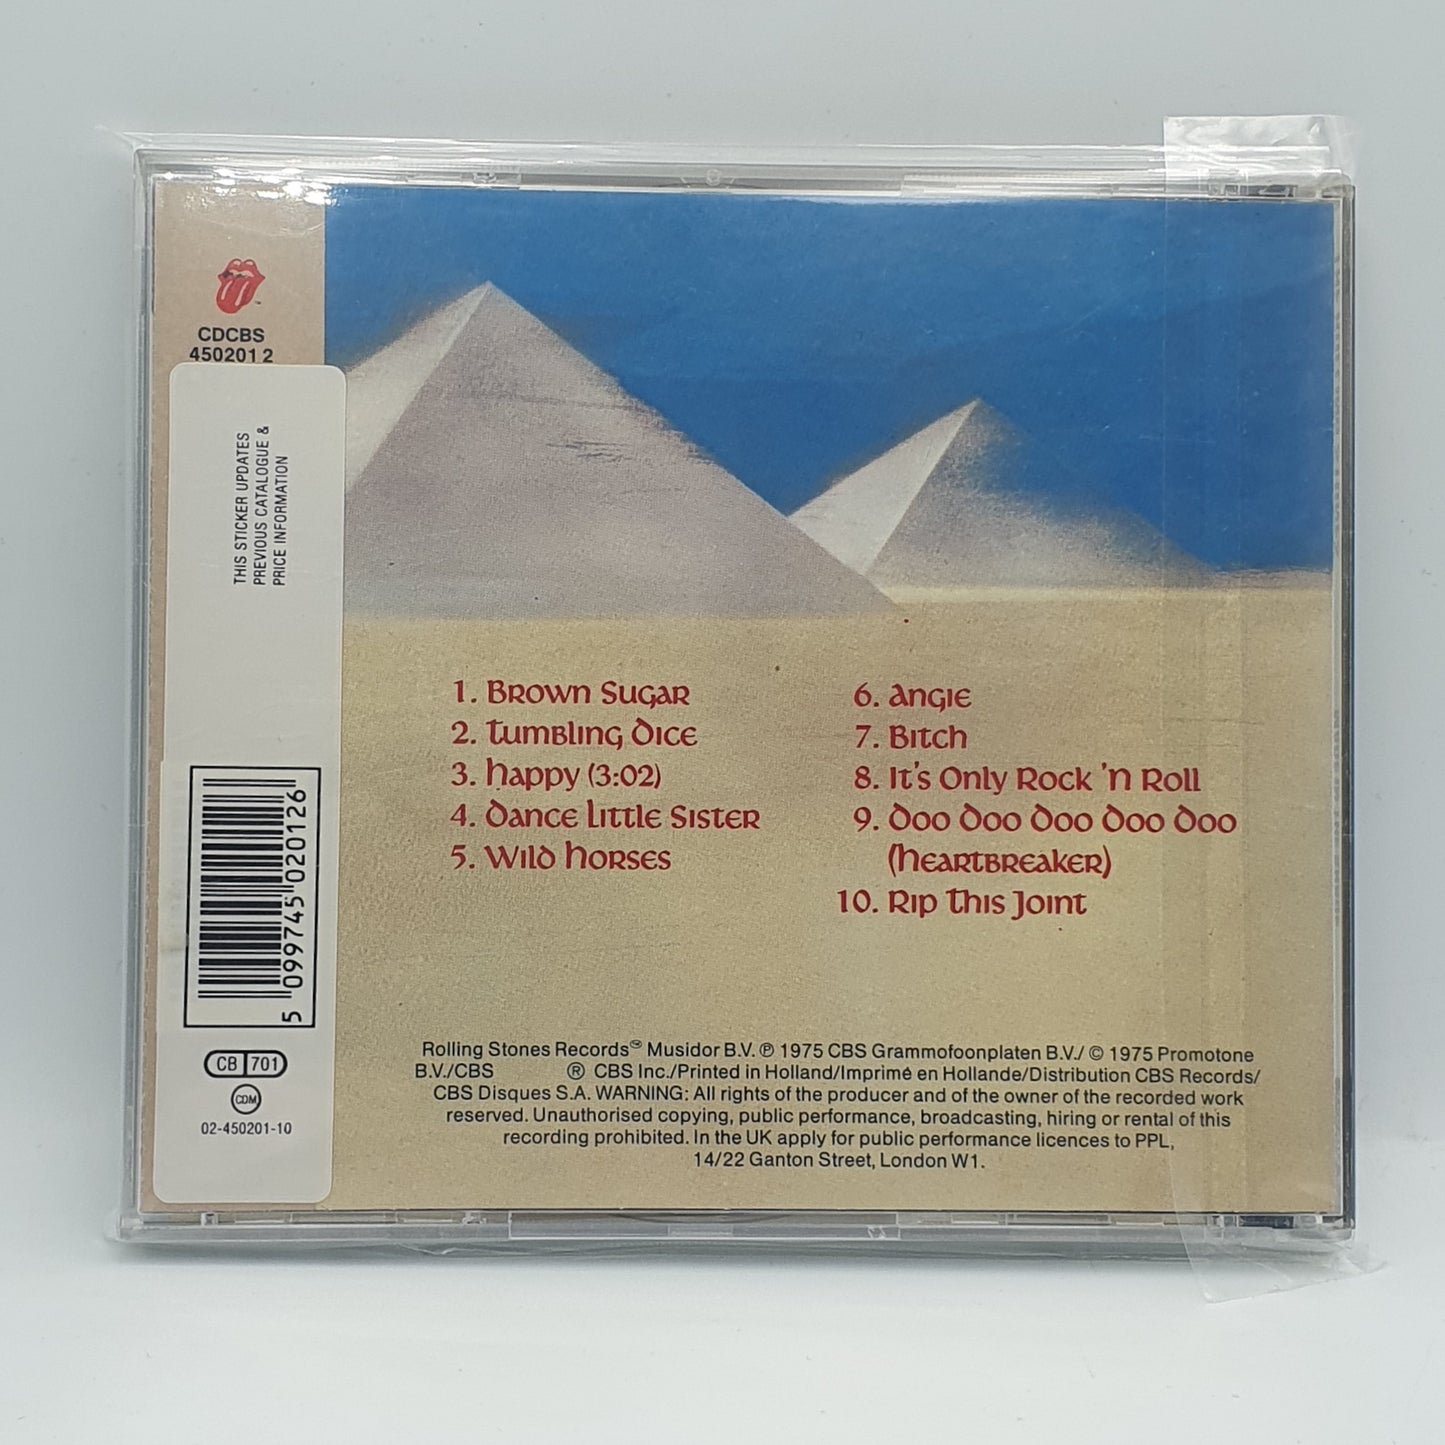 CDCBS
450201 2
THIS STICKER UPDATES
PREVIOUS CATALOGUE &
PRICE INFORMATION
5 099745 020126
CB 701
CDM
02-450201-10
1. Brown Sugar
2. Tumbling Dice
3. Happy (3:02)
4. Dance Little Sister
5. Wild Horses
6. Angie
7. Bitch
8. It's Only Rock 'n Roll
9. Doo Doo Doo Doo Doo
(Heartbreaker)
10. Rip This Joint
Rolling Stones Records℠ Musidor B.V. ℗ 1975 CBS Grammofoonplaten B.V./ © 1975 Promotone
B.V./CBS ® CBS Inc./Printed in Holland/Imprimé en Hollande/Distribution CBS Records/
CBS Disques S.A. WARNING: All rights of the producer and of the owner of the recorded work
reserved. Unauthorised copying, public performance, broadcasting, hiring or rental of this
recording prohibited. In the UK apply for public performance licences to PPL,
14/22 Ganton Street, London W1.